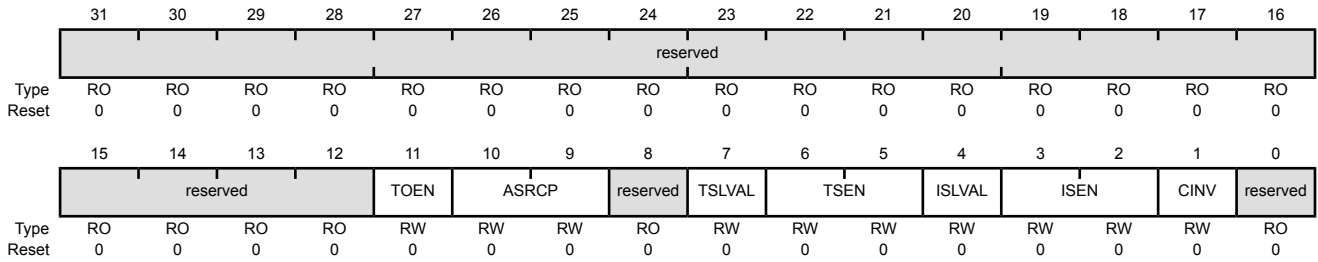 31 30 29 28 27 26 25 24 23 22 21 20 19 18 17 16
reserved
Type RO RO RO RO RO RO RO RO RO RO RO RO RO RO RO RO
Reset 0 0 0 0 0 0 0 0 0 0 0 0 0 0 0 0
15 14 13 12 11 10 9 8 7 6 5 4 3 2 1 0
reserved TOEN ASRCP reserved TSLVAL TSEN ISLVAL ISEN CINV reserved
Type RO RO RO RO RW RW RW RO RW RW RW RW RW RW RW RO
Reset 0 0 0 0 0 0 0 0 0 0 0 0 0 0 0 0